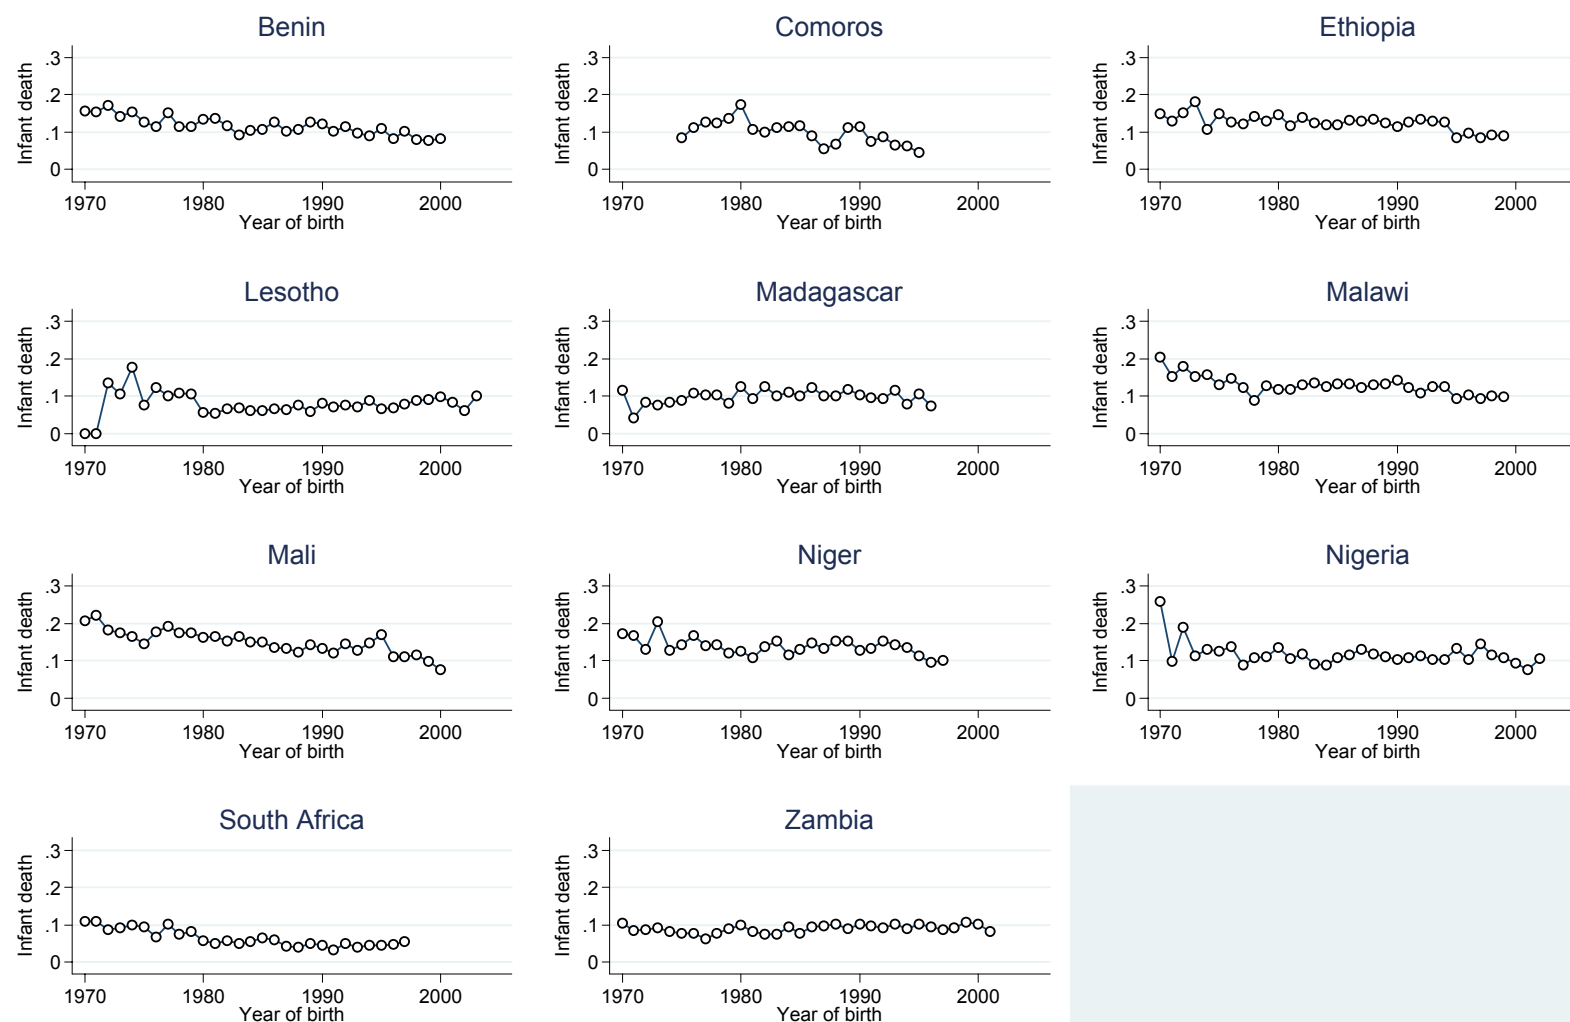 Benin
Comoros
Ethiopia
Infant death
.3
.2
.1
0
1970 1980 1990 2000
Year of birth
Infant death
.3
.2
.1
0
1970 1980 1990 2000
Year of birth
Infant death
.3
.2
.1
0
1970 1980 1990 2000
Year of birth
Lesotho
Madagascar
Malawi
Infant death
.3
.2
.1
0
1970 1980 1990 2000
Year of birth
Infant death
.3
.2
.1
0
1970 1980 1990 2000
Year of birth
Infant death
.3
.2
.1
0
1970 1980 1990 2000
Year of birth
Mali
Niger
Nigeria
Infant death
.3
.2
.1
0
1970 1980 1990 2000
Year of birth
Infant death
.3
.2
.1
0
1970 1980 1990 2000
Year of birth
Infant death
.3
.2
.1
0
1970 1980 1990 2000
Year of birth
South Africa
Zambia
Infant death
.3
.2
.1
0
1970 1980 1990 2000
Year of birth
Infant death
.3
.2
.1
0
1970 1980 1990 2000
Year of birth